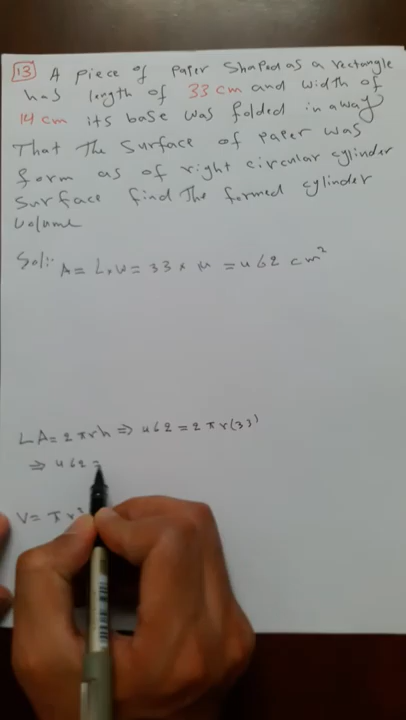 13 A piece of Paper Shaped as a rectangle
has length of 33 cm and width of
14 cm its base was folded in away
That The Surface of Paper was
form as of right circular cylinder
Surface find The formed cylinder
Volume
Sol:: A = L × W = 33 × 14 = 462 cm²
LA = 2πrh ⇒ 462 = 2πr(33)
⇒ 462 =
V = πr²